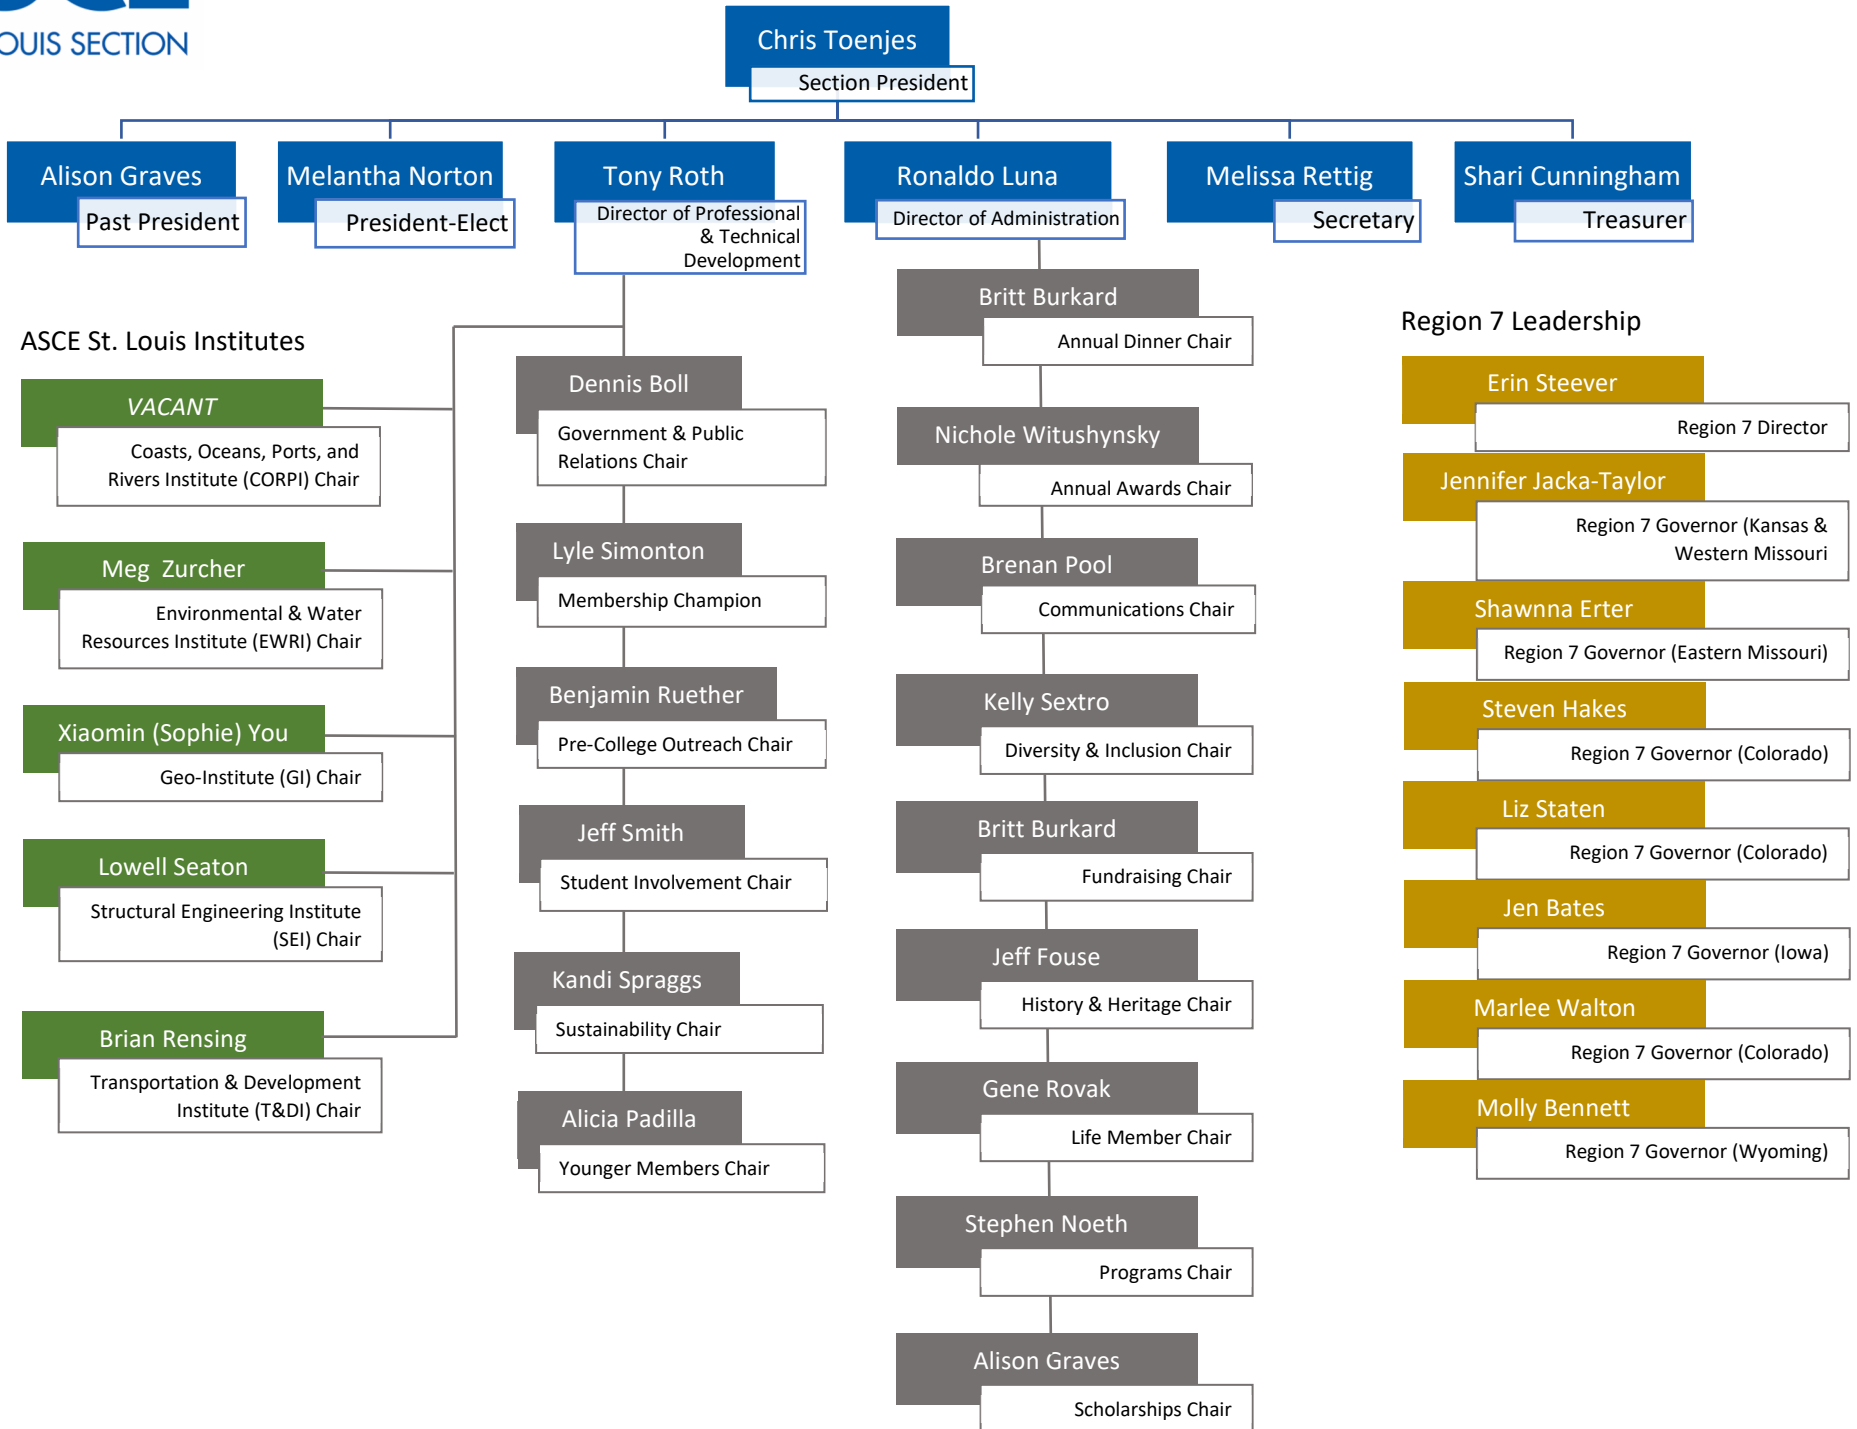 OUIS SECTION
Chris Toenjes
Section President
Alison Graves
Past President
Melantha Norton
President-Elect
Tony Roth
Director of Professional
& Technical
Development
Ronaldo Luna
Director of Administration
Melissa Rettig
Secretary
Shari Cunningham
Treasurer
ASCE St. Louis Institutes
VACANT
Coasts, Oceans, Ports, and
Rivers Institute (CORPI) Chair
Meg Zurcher
Environmental & Water
Resources Institute (EWRI) Chair
Xiaomin (Sophie) You
Geo-Institute (GI) Chair
Lowell Seaton
Structural Engineering Institute
(SEI) Chair
Brian Rensing
Transportation & Development
Institute (T&DI) Chair
Dennis Boll
Government & Public
Relations Chair
Lyle Simonton
Membership Champion
Benjamin Ruether
Pre-College Outreach Chair
Jeff Smith
Student Involvement Chair
Kandi Spraggs
Sustainability Chair
Alicia Padilla
Younger Members Chair
Britt Burkard
Annual Dinner Chair
Nichole Witushynsky
Annual Awards Chair
Brenan Pool
Communications Chair
Kelly Sextro
Diversity & Inclusion Chair
Britt Burkard
Fundraising Chair
Jeff Fouse
History & Heritage Chair
Gene Rovak
Life Member Chair
Stephen Noeth
Programs Chair
Alison Graves
Scholarships Chair
Region 7 Leadership
Erin Steever
Region 7 Director
Jennifer Jacka-Taylor
Region 7 Governor (Kansas &
Western Missouri
Shawnna Erter
Region 7 Governor (Eastern Missouri)
Steven Hakes
Region 7 Governor (Colorado)
Liz Staten
Region 7 Governor (Colorado)
Jen Bates
Region 7 Governor (Iowa)
Marlee Walton
Region 7 Governor (Colorado)
Molly Bennett
Region 7 Governor (Wyoming)